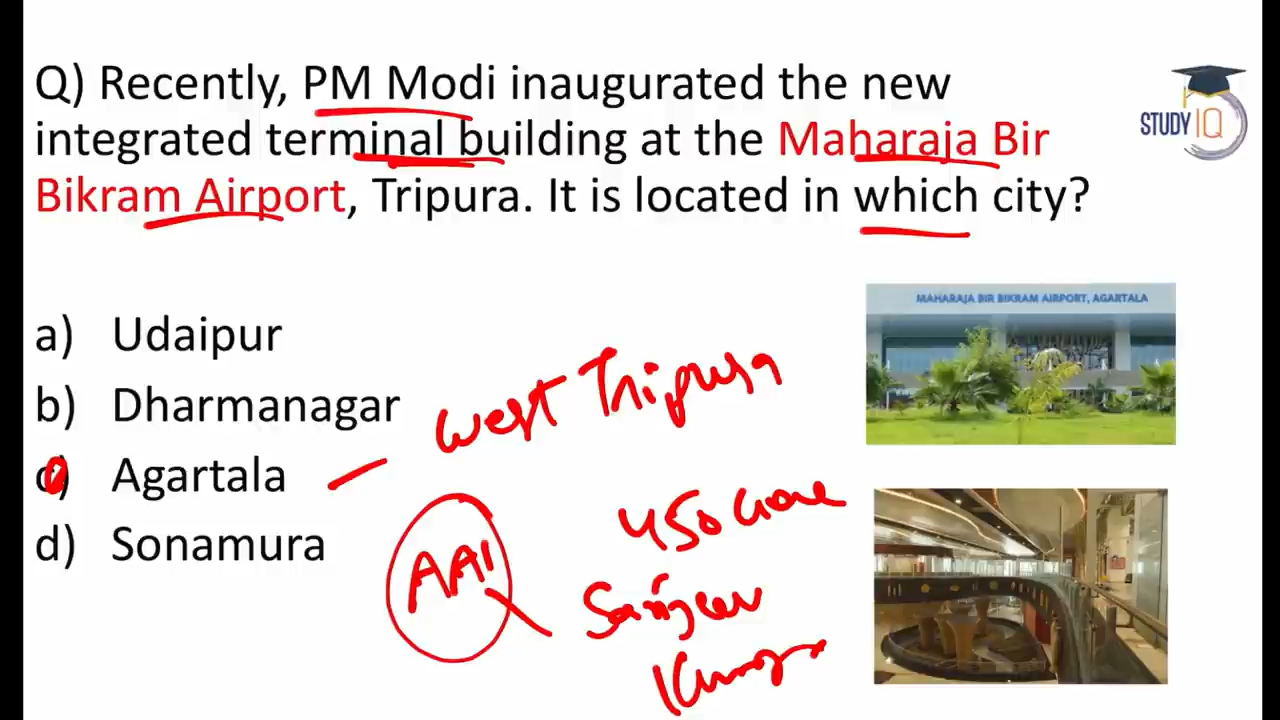 Q) Recently, PM Modi inaugurated the new
integrated terminal building at the Maharaja Bir
Bikram Airport, Tripura. It is located in which city?
STUDY IQ
a) Udaipur
b) Dharmanagar
c) Agartala
d) Sonamura
West Tripura
AAI
450 crore
Sanjeev
Kumar
MAHARAJA BIR BIKRAM AIRPORT, AGARTALA